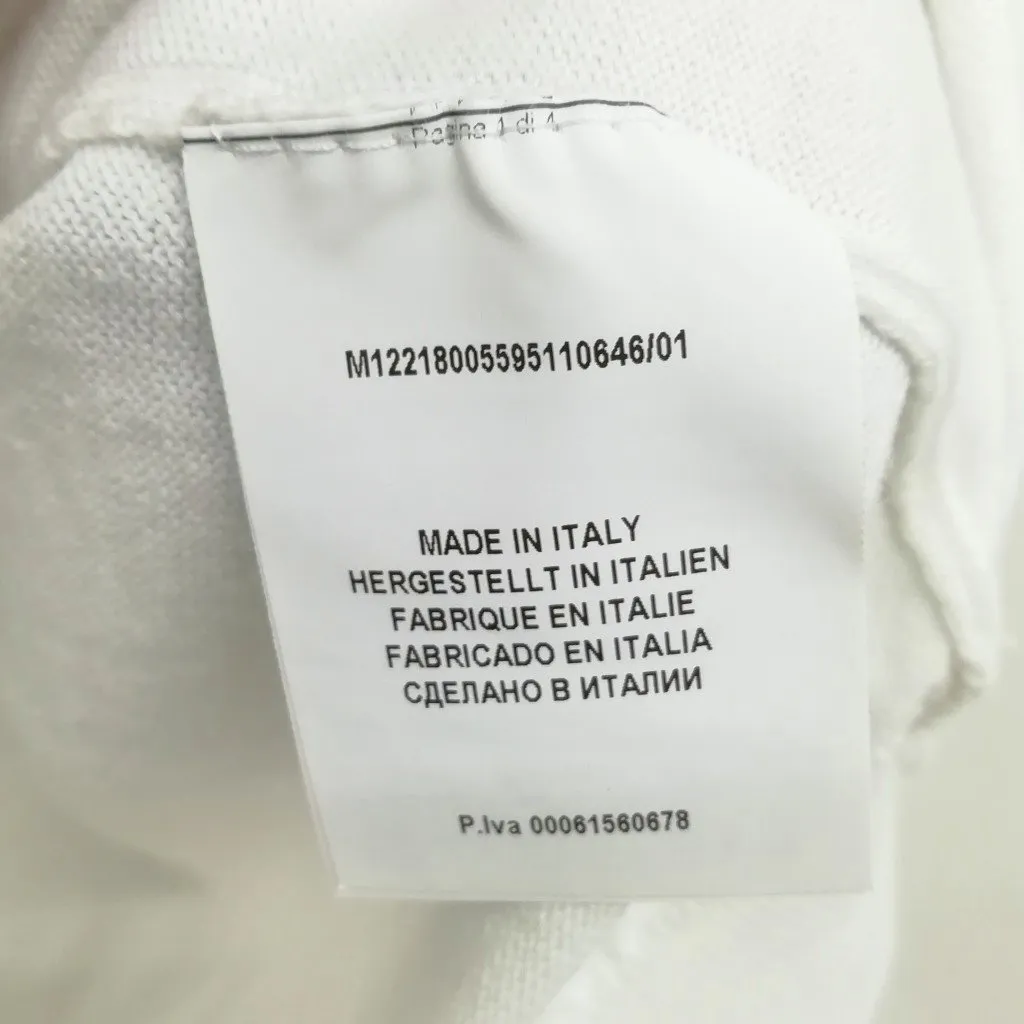 Pagina 1 di 4
M12218005595110646/01
MADE IN ITALY
HERGESTELLT IN ITALIEN
FABRIQUE EN ITALIE
FABRICADO EN ITALIA
СДЕЛАНО В ИТАЛИИ
P.Iva 00061560678